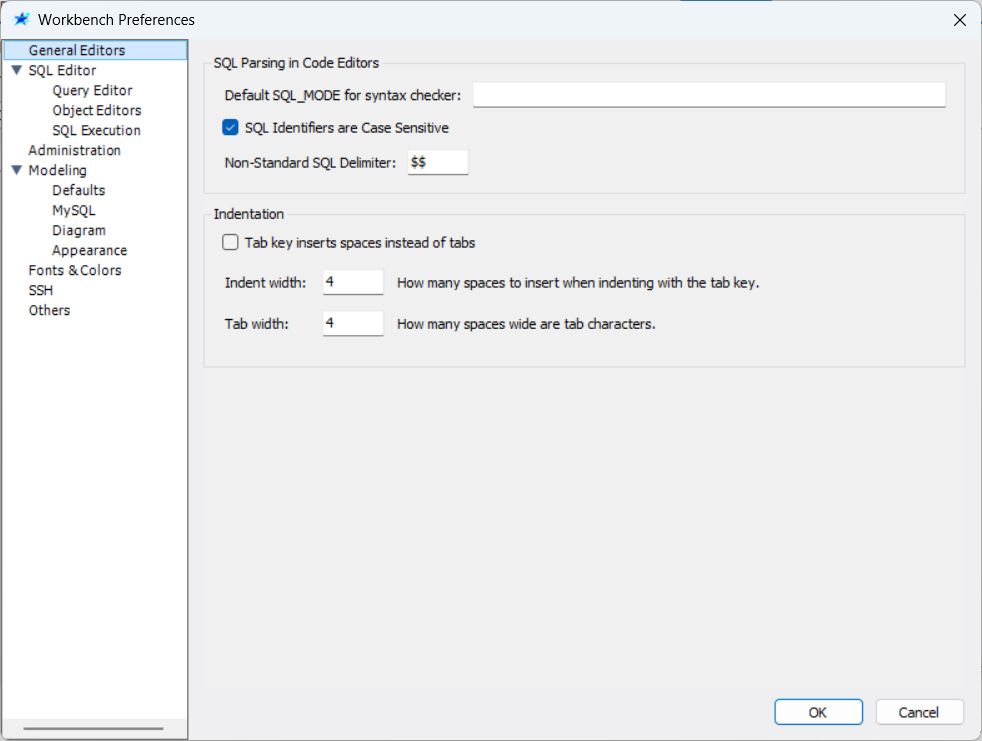 Workbench Preferences
General Editors
SQL Editor
Query Editor
Object Editors
SQL Execution
Administration
Modeling
Defaults
MySQL
Diagram
Appearance
Fonts & Colors
SSH
Others
SQL Parsing in Code Editors
Default SQL_MODE for syntax checker:
SQL Identifiers are Case Sensitive
Non-Standard SQL Delimiter: $$
Indentation
Tab key inserts spaces instead of tabs
Indent width: 4 How many spaces to insert when indenting with the tab key.
Tab width: 4 How many spaces wide are tab characters.
OK Cancel